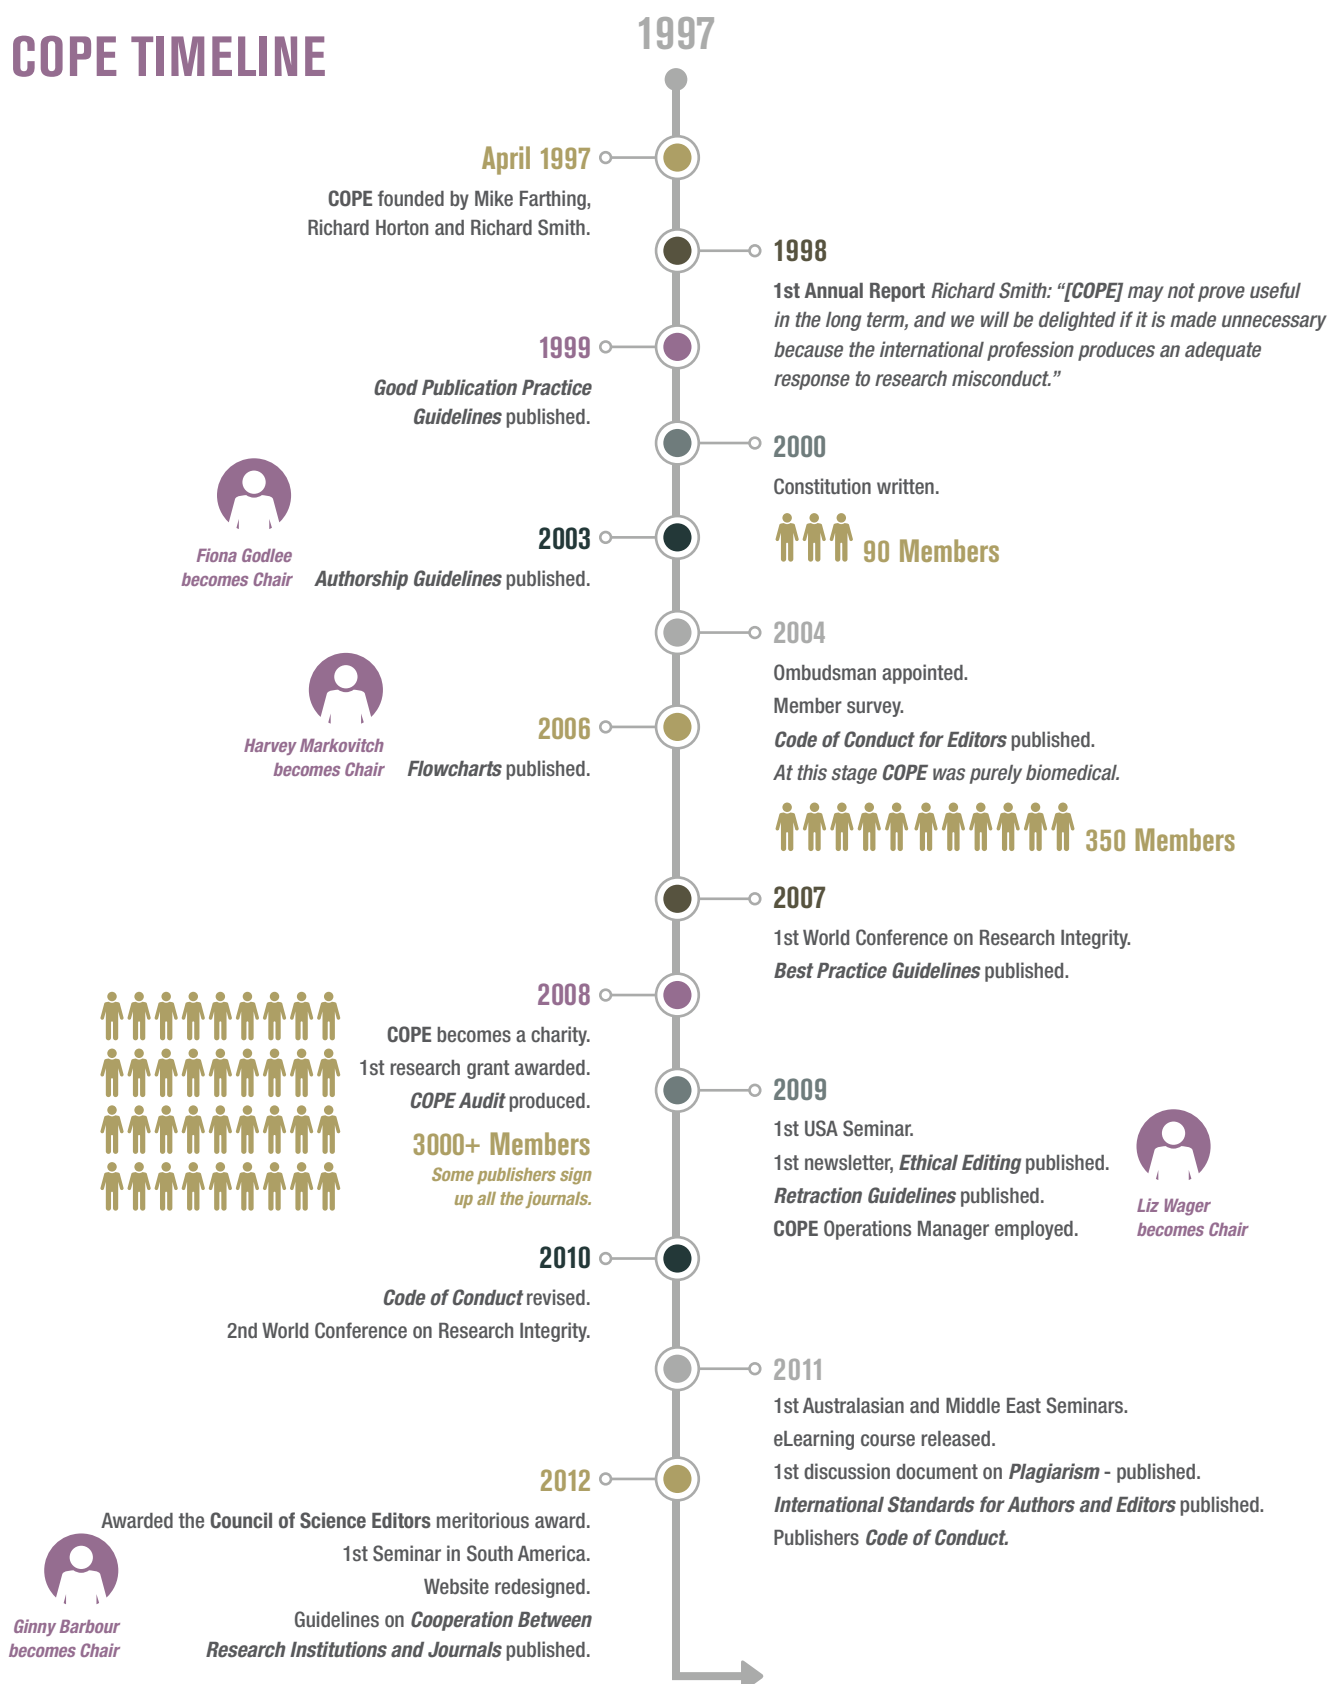 COPE TIMELINE
1997
April 1997
COPE founded by Mike Farthing,
Richard Horton and Richard Smith.
1998
1st Annual Report Richard Smith: “[COPE] may not prove useful
in the long term, and we will be delighted if it is made unnecessary
because the international profession produces an adequate
response to research misconduct.”
1999
Good Publication Practice
Guidelines published.
2000
Constitution written.
90 Members
2003
Authorship Guidelines published.
Fiona Godlee
becomes Chair
2004
Ombudsman appointed.
Member survey.
Code of Conduct for Editors published.
At this stage COPE was purely biomedical.
350 Members
2006
Flowcharts published.
Harvey Markovitch
becomes Chair
2007
1st World Conference on Research Integrity.
Best Practice Guidelines published.
2008
COPE becomes a charity.
1st research grant awarded.
COPE Audit produced.
3000+ Members
Some publishers sign
up all the journals.
2009
1st USA Seminar.
1st newsletter, Ethical Editing published.
Retraction Guidelines published.
COPE Operations Manager employed.
Liz Wager
becomes Chair
2010
Code of Conduct revised.
2nd World Conference on Research Integrity.
2011
1st Australasian and Middle East Seminars.
eLearning course released.
1st discussion document on Plagiarism - published.
International Standards for Authors and Editors published.
Publishers Code of Conduct.
2012
Awarded the Council of Science Editors meritorious award.
1st Seminar in South America.
Website redesigned.
Guidelines on Cooperation Between
Research Institutions and Journals published.
Ginny Barbour
becomes Chair